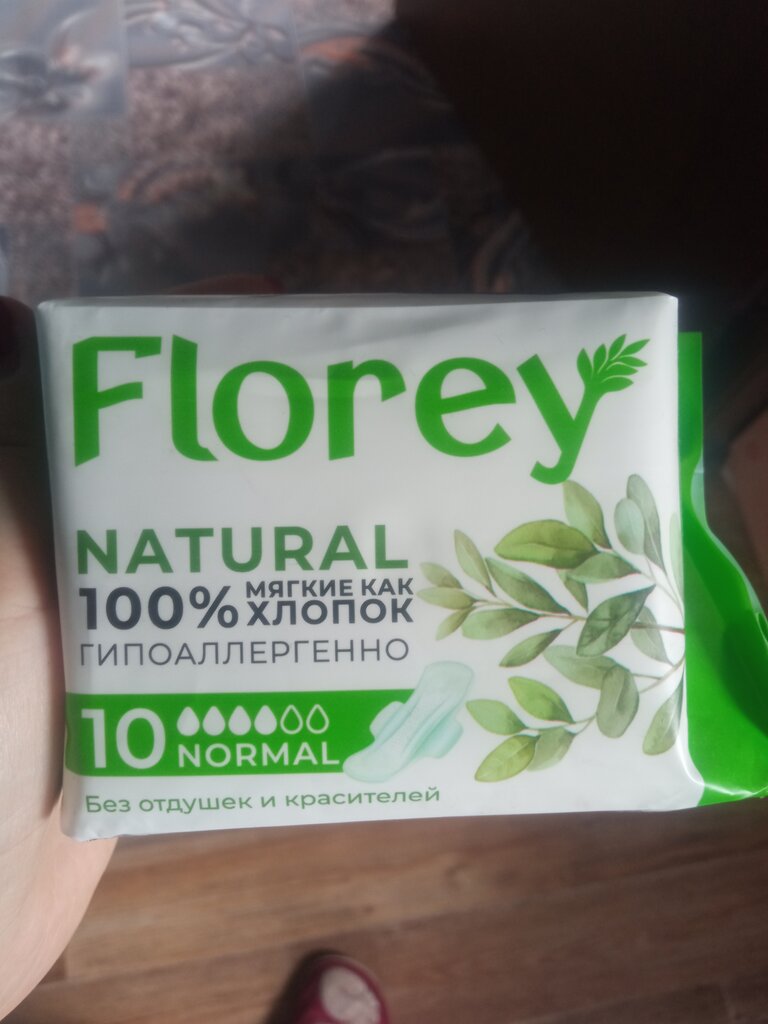 Florey
NATURAL
100% МЯГКИЕ КАК
ХЛОПОК
ГИПОАЛЛЕРГЕННО
10 NORMAL
Без отдушек и красителей